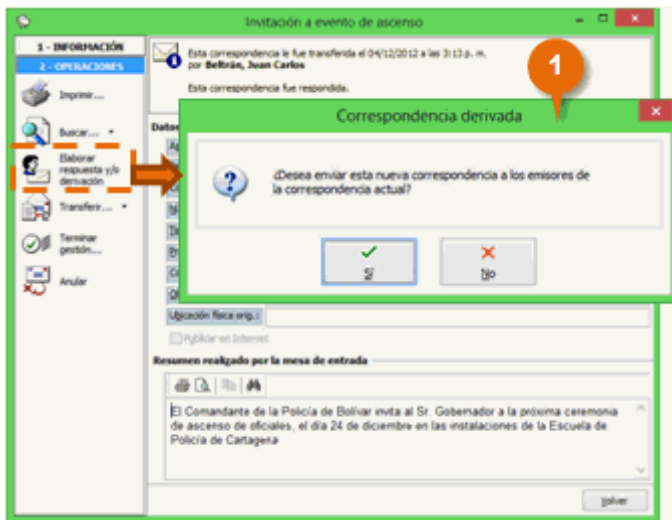 Invitación a evento de ascenso
1 - INFORMACIÓN
2 - OPERACIONES
Imprimir...
Buscar...
Elaborar
respuesta y/o
derivación
Transferir...
Terminar
gestión...
Anular
Esta correspondencia le fue transferida el 04/12/2012 a las 3:13 p. m.
por Beltrán, Juan Carlos
Esta correspondencia fue respondida.
1
Datos
Correspondencia derivada
¿Desea enviar esta nueva correspondencia a los emisores de
la correspondencia actual?
Sí
No
Ubicación física orig.:
Publicar en Internet
Resumen realizado por la mesa de entrada
El Comandante de la Policía de Bolívar invita al Sr. Gobernador a la próxima ceremonia
de ascenso de oficiales, el día 24 de diciembre en las instalaciones de la Escuela de
Policía de Cartagena
Volver